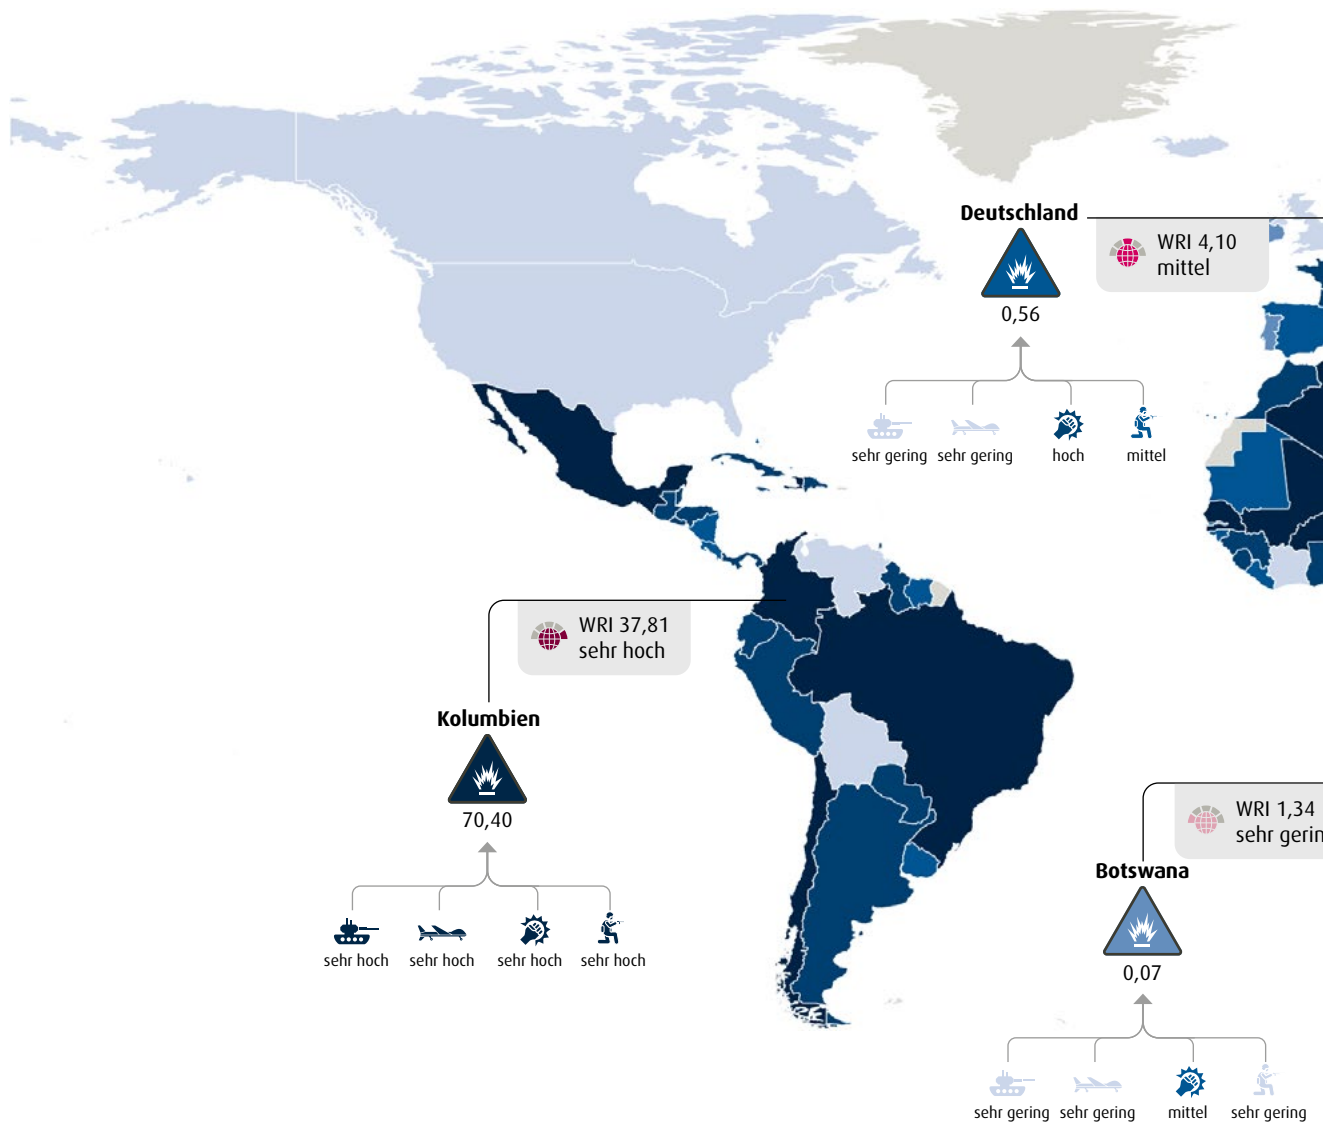 Deutschland
WRI 4,10
mittel
0,56
sehr gering
sehr gering
hoch
mittel
WRI 37,81
sehr hoch
Kolumbien
70,40
sehr hoch
sehr hoch
sehr hoch
sehr hoch
WRI 1,34
sehr gerin
Botswana
0,07
sehr gering
sehr gering
mittel
sehr gering